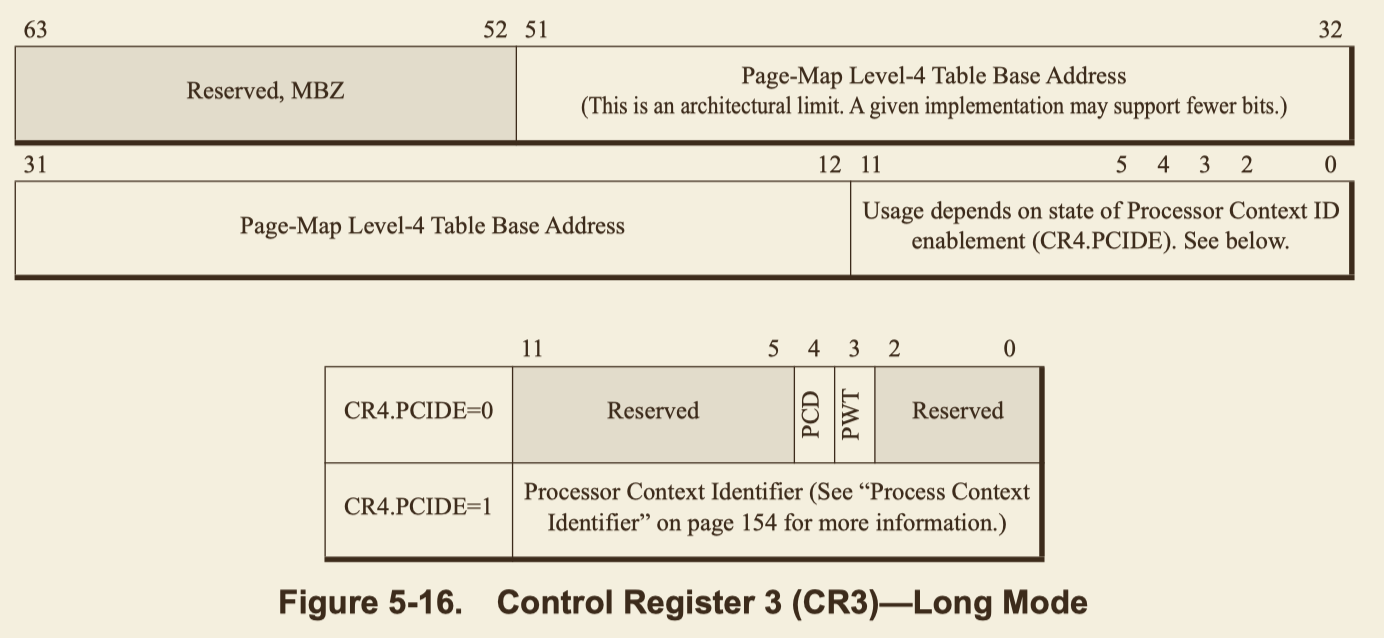 63 52 51 32
Reserved, MBZ
Page-Map Level-4 Table Base Address
(This is an architectural limit. A given implementation may support fewer bits.)
31 12 11 5 4 3 2 0
Page-Map Level-4 Table Base Address
Usage depends on state of Processor Context ID
enablement (CR4.PCIDE). See below.
11 5 4 3 2 0
CR4.PCIDE=0
Reserved
PCD
PWT
Reserved
CR4.PCIDE=1
Processor Context Identifier (See “Process Context
Identifier” on page 154 for more information.)
Figure 5-16. Control Register 3 (CR3)—Long Mode